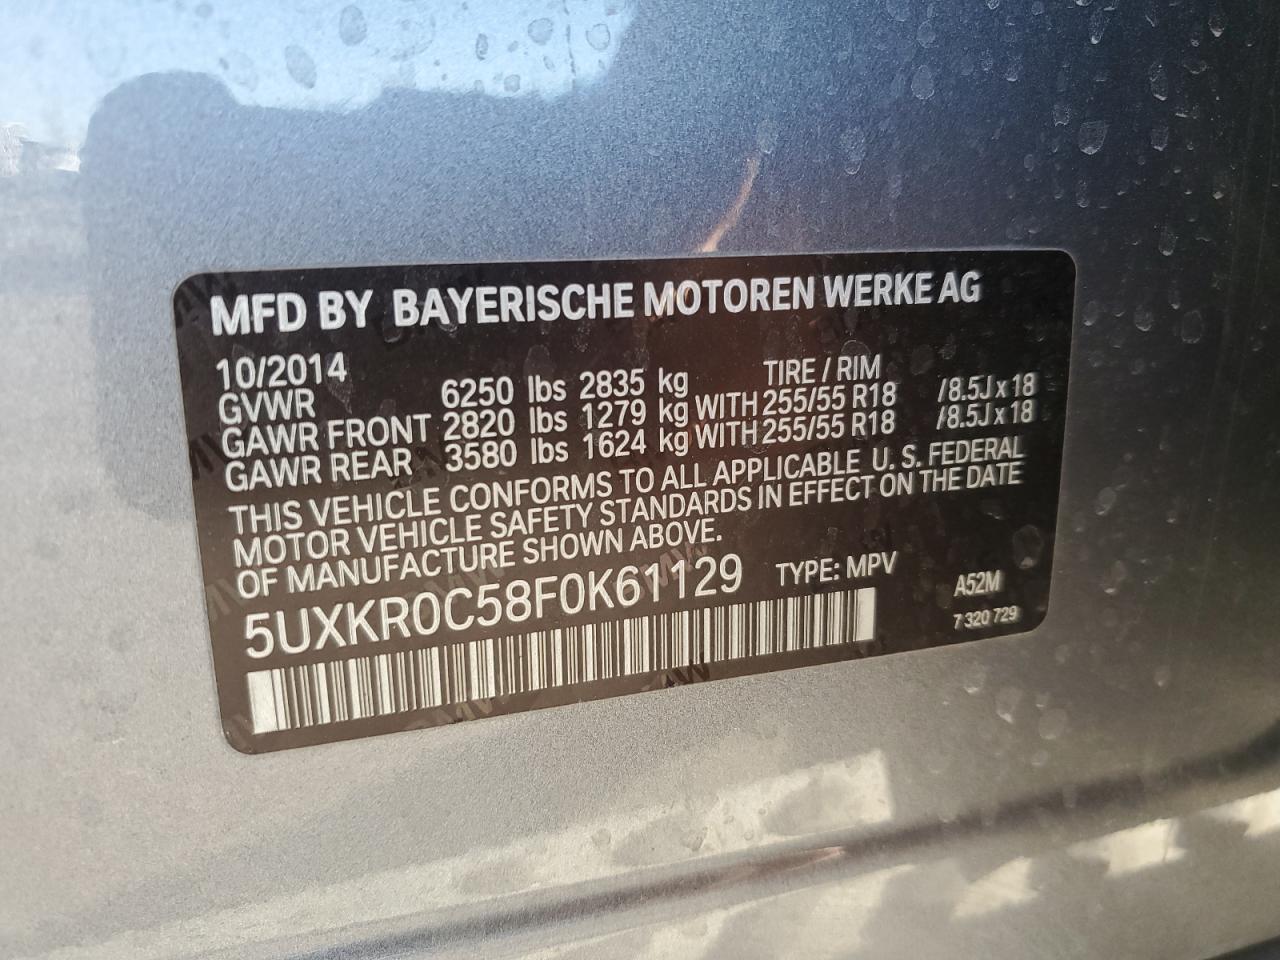 MFD BY BAYERISCHE MOTOREN WERKE AG
10/2014 TIRE / RIM
GVWR 6250 lbs 2835 kg
GAWR FRONT 2820 lbs 1279 kg WITH 255/55 R18 /8.5J x 18
GAWR REAR 3580 lbs 1624 kg WITH 255/55 R18 /8.5J x 18
THIS VEHICLE CONFORMS TO ALL APPLICABLE U. S. FEDERAL
MOTOR VEHICLE SAFETY STANDARDS IN EFFECT ON THE DATE
OF MANUFACTURE SHOWN ABOVE.
5UXKR0C58F0K61129 TYPE: MPV A52M
7 320 729